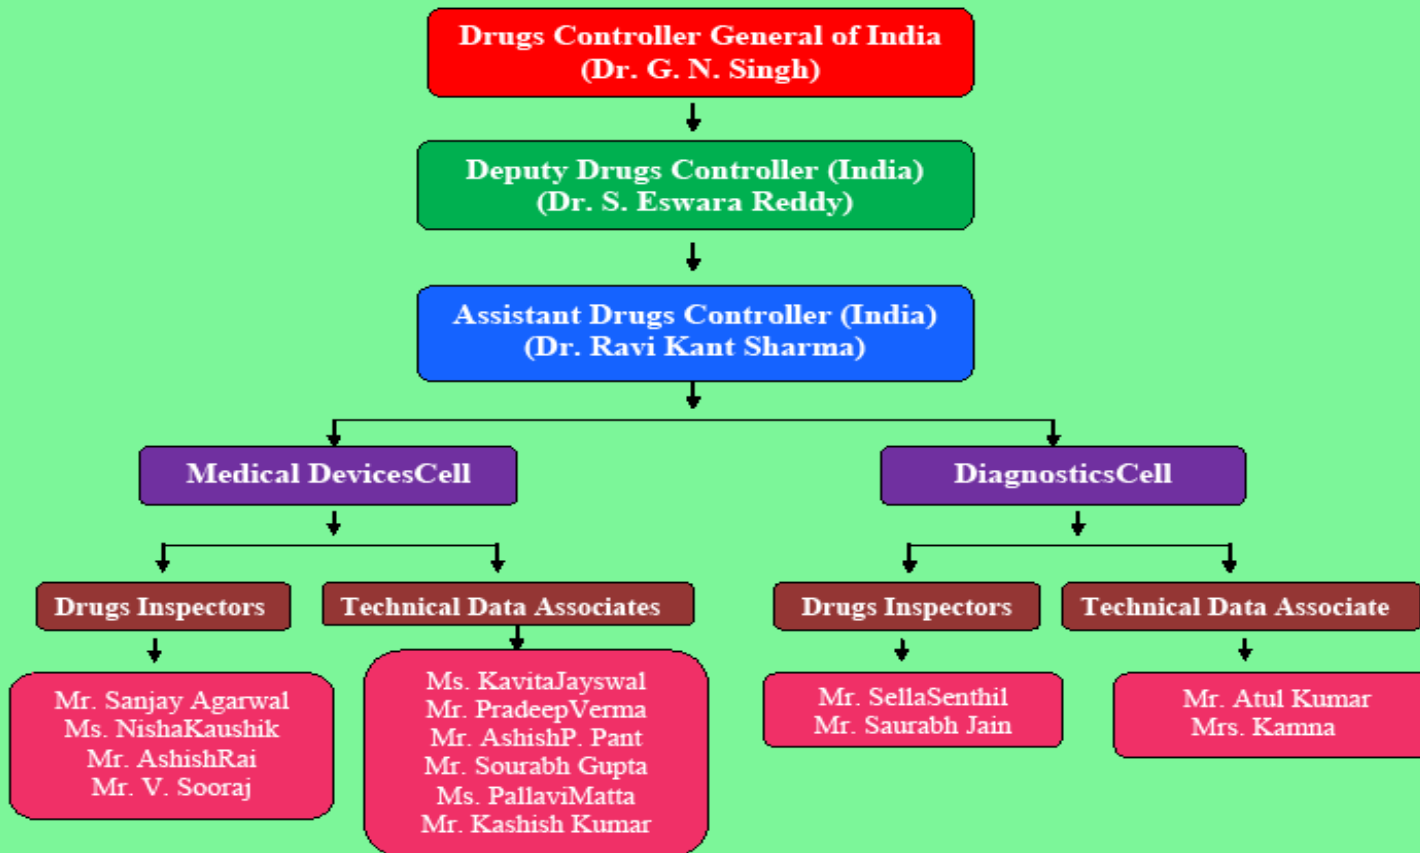 Drugs Controller General of India
(Dr. G. N. Singh)
Deputy Drugs Controller (India)
(Dr. S. Eswara Reddy)
Assistant Drugs Controller (India)
(Dr. Ravi Kant Sharma)
Medical DevicesCell
DiagnosticsCell
Drugs Inspectors
Technical Data Associates
Drugs Inspectors
Technical Data Associate
Mr. Sanjay Agarwal
Ms. NishaKaushik
Mr. AshishRai
Mr. V. Sooraj
Ms. KavitaJayswal
Mr. PradeepVerma
Mr. AshishP. Pant
Mr. Sourabh Gupta
Ms. PallaviMatta
Mr. Kashish Kumar
Mr. SellaSenthil
Mr. Saurabh Jain
Mr. Atul Kumar
Mrs. Kamna